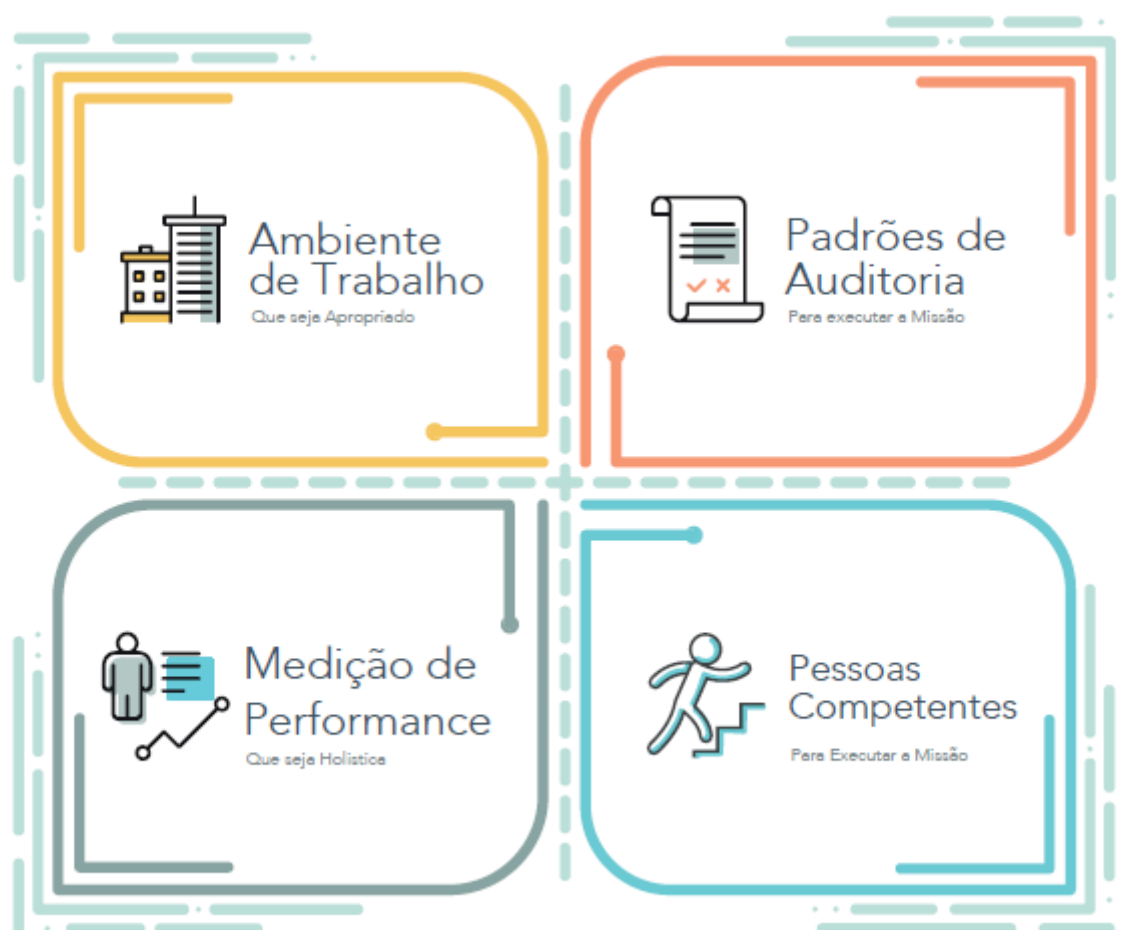 Ambiente
de Trabalho
Que seja Apropriado
Padrões de
Auditoria
Para executar a Missão
Medição de
Performance
Que seja Holistica
Pessoas
Competentes
Para Executar a Missão